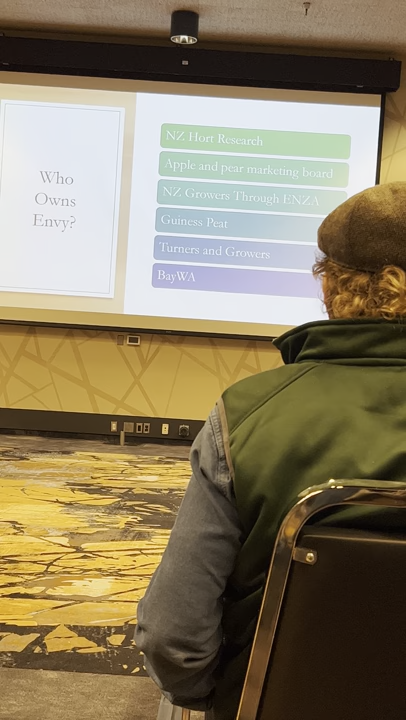 Who
Owns
Envy?
NZ Hort Research
Apple and pear marketing board
NZ Growers Through ENZA
Guiness Peat
Turners and Growers
BayWA